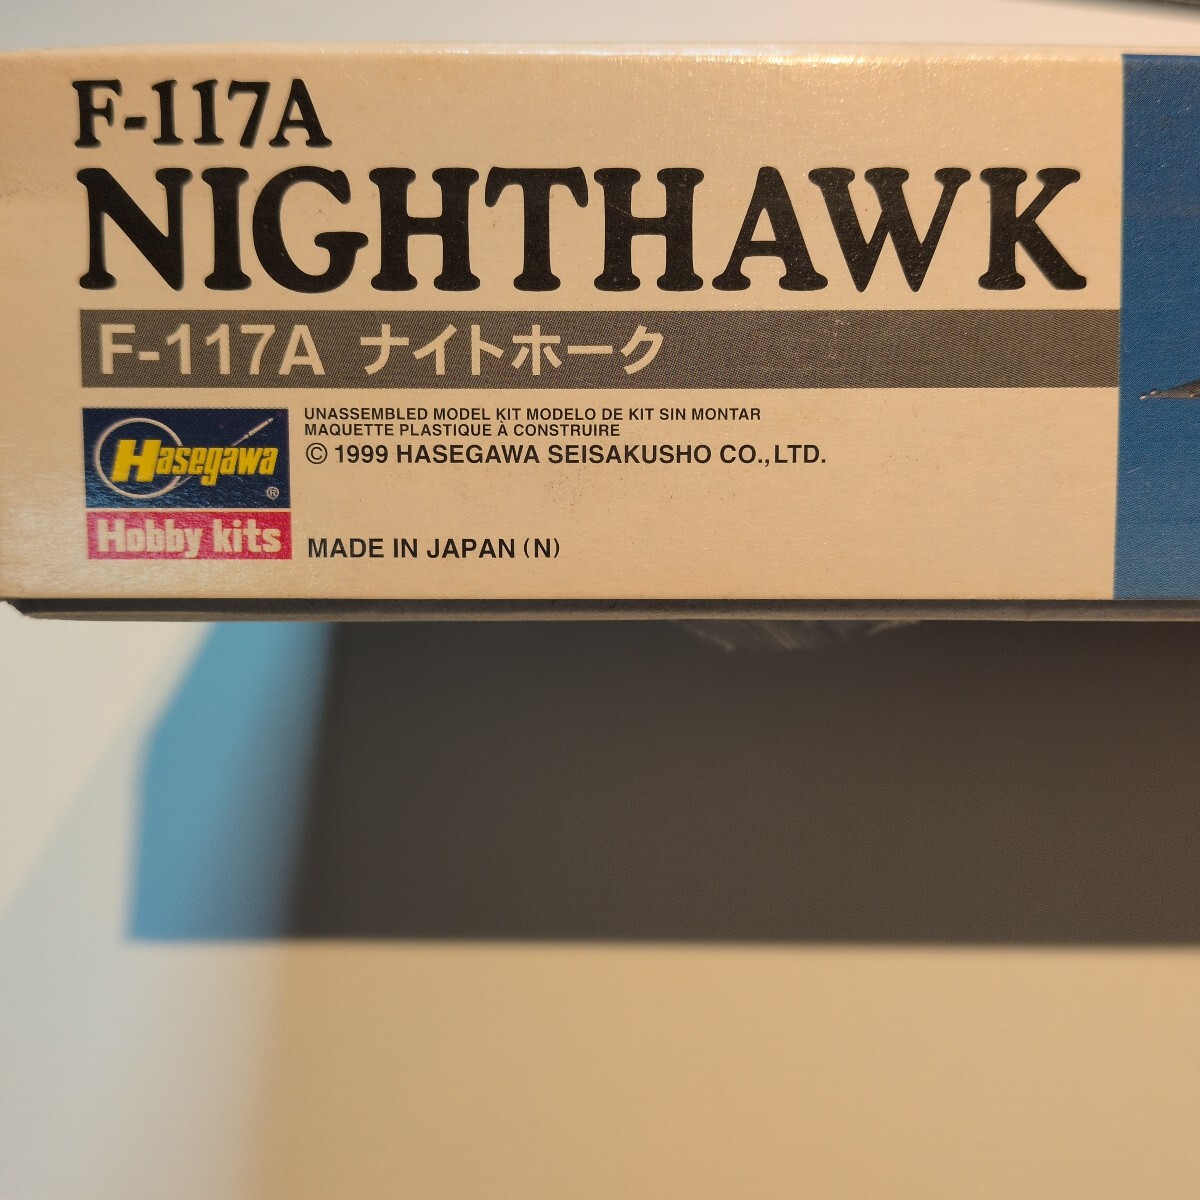 F-117A
NIGHTHAWK
F-117A ナイトホーク
Hasegawa
®
Hobby kits
UNASSEMBLED MODEL KIT MODELO DE KIT SIN MONTAR
MAQUETTE PLASTIQUE À CONSTRUIRE
© 1999 HASEGAWA SEISAKUSHO CO.,LTD.
MADE IN JAPAN (N)